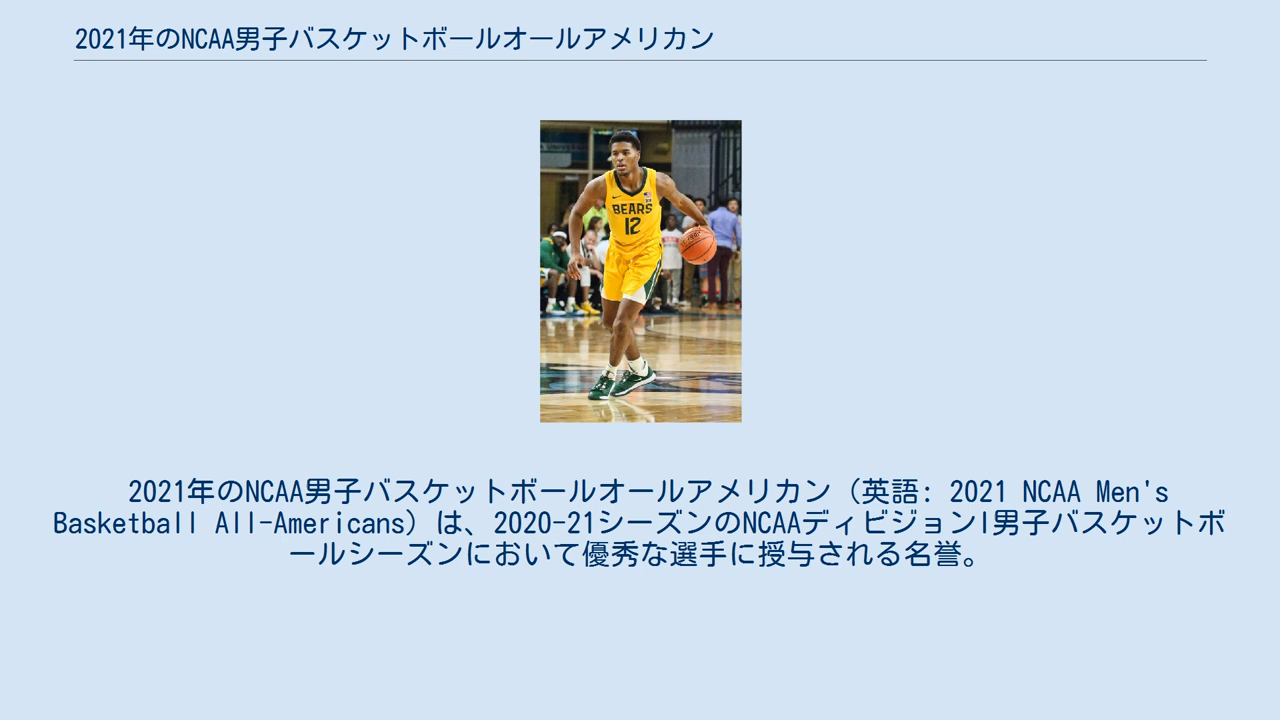 2021年のNCAA男子バスケットボールオールアメリカン
BEARS
12
2021年のNCAA男子バスケットボールオールアメリカン（英語: 2021 NCAA Men's
Basketball All-Americans）は、2020-21シーズンのNCAAディビジョンI男子バスケットボ
ールシーズンにおいて優秀な選手に授与される名誉。